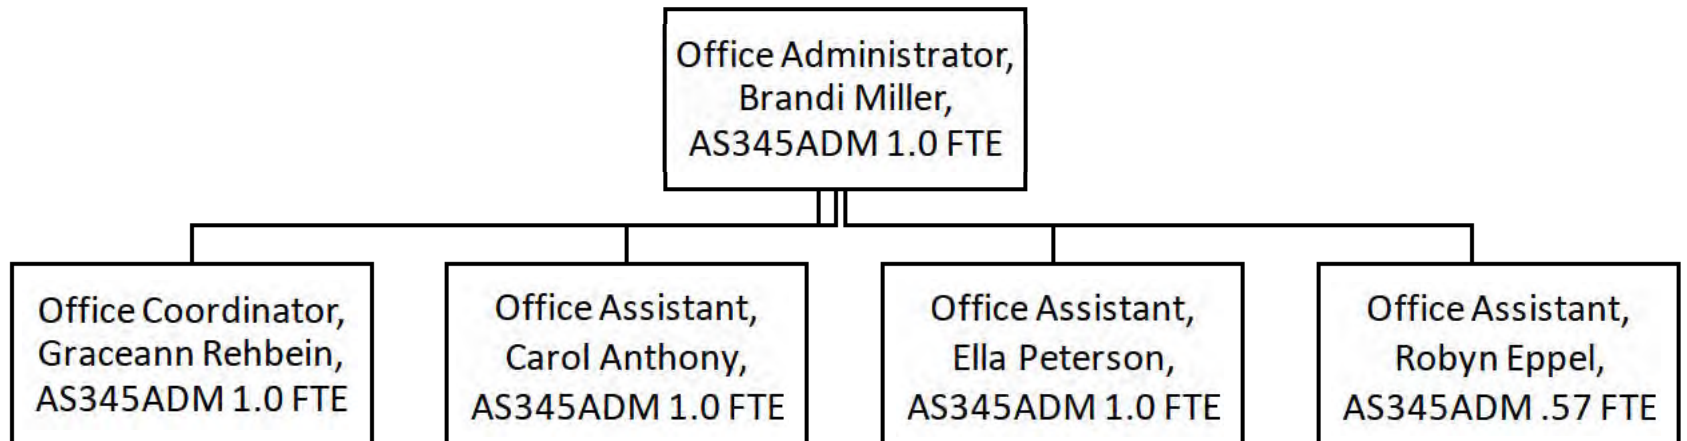 Office Administrator,
Brandi Miller,
AS345ADM 1.0 FTE
Office Coordinator,
Graceann Rehbein,
AS345ADM 1.0 FTE
Office Assistant,
Carol Anthony,
AS345ADM 1.0 FTE
Office Assistant,
Ella Peterson,
AS345ADM 1.0 FTE
Office Assistant,
Robyn Eppel,
AS345ADM .57 FTE